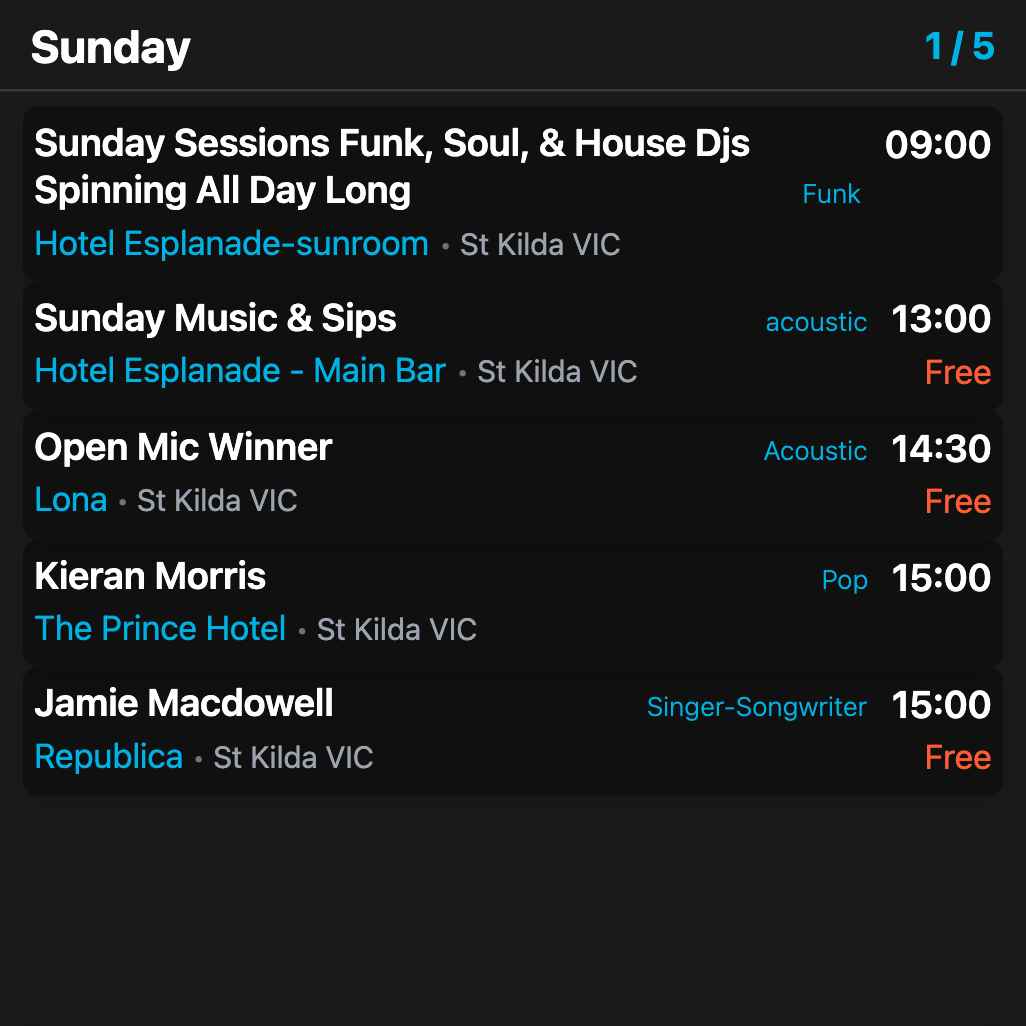 Sunday 1 / 5
Sunday Sessions Funk, Soul, & House Djs 09:00
Spinning All Day Long Funk
Hotel Esplanade-sunroom • St Kilda VIC
Sunday Music & Sips acoustic 13:00
Hotel Esplanade - Main Bar • St Kilda VIC Free
Open Mic Winner Acoustic 14:30
Lona • St Kilda VIC Free
Kieran Morris Pop 15:00
The Prince Hotel • St Kilda VIC
Jamie Macdowell Singer-Songwriter 15:00
Republica • St Kilda VIC Free